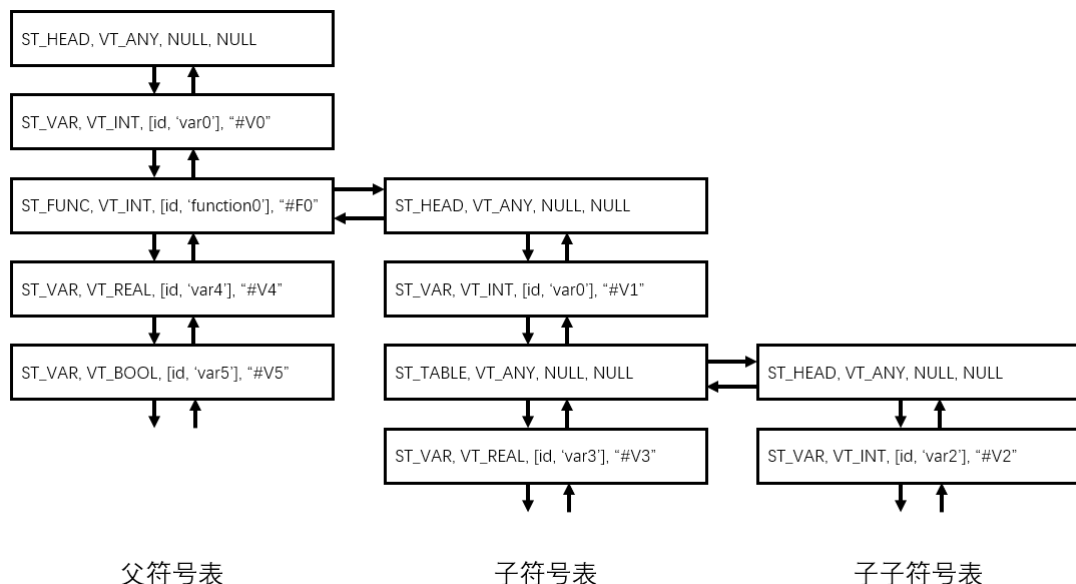 ST_HEAD, VT_ANY, NULL, NULL
ST_VAR, VT_INT, [id, ‘var0’], “#V0”
ST_FUNC, VT_INT, [id, ‘function0’], “#F0”
ST_VAR, VT_REAL, [id, ‘var4’], “#V4”
ST_VAR, VT_BOOL, [id, ‘var5’], “#V5”
父符号表
ST_HEAD, VT_ANY, NULL, NULL
ST_VAR, VT_INT, [id, ‘var0’], “#V1”
ST_TABLE, VT_ANY, NULL, NULL
ST_VAR, VT_REAL, [id, ‘var3’], “#V3”
子符号表
ST_HEAD, VT_ANY, NULL, NULL
ST_VAR, VT_INT, [id, ‘var2’], “#V2”
子子符号表